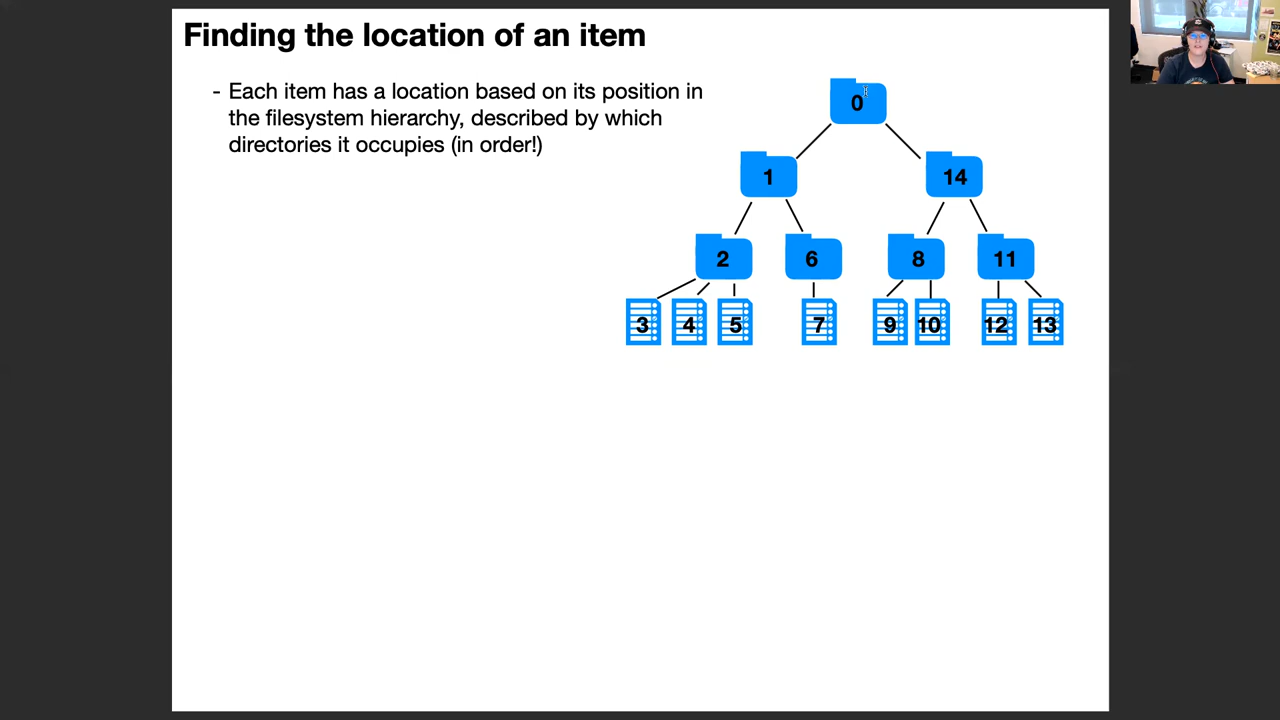 Finding the location of an item
- Each item has a location based on its position in
the filesystem hierarchy, described by which
directories it occupies (in order!)
0
1 14
2 6 8 11
3 4 5 7 9 10 12 13